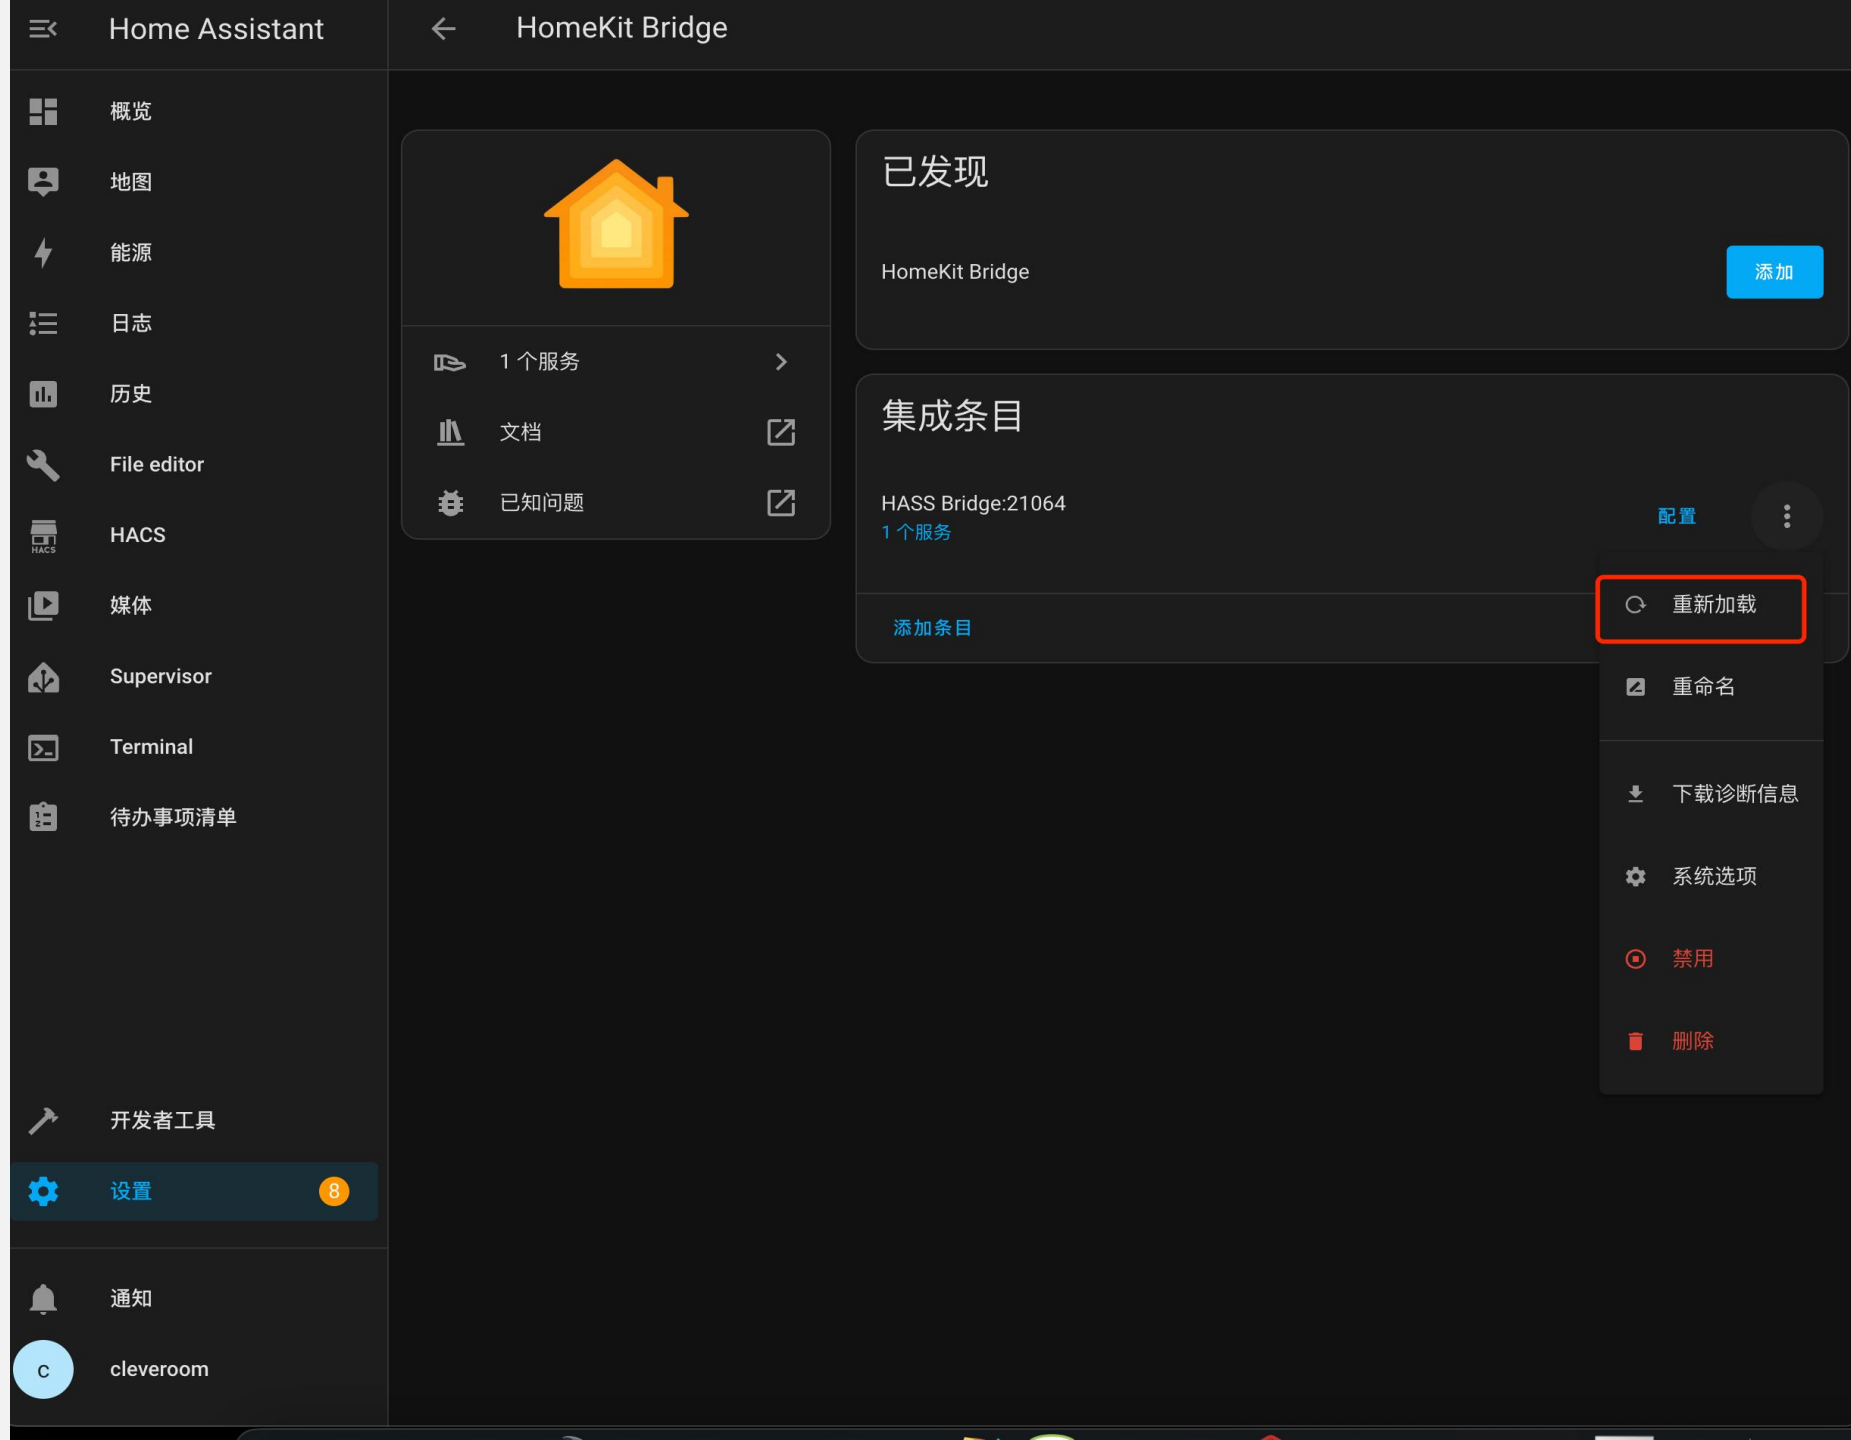 Home Assistant
HomeKit Bridge
概览
地图
能源
日志
历史
File editor
HACS
HACS
媒体
Supervisor
Terminal
待办事项清单
开发者工具
设置
8
通知
C
cleveroom
1 个服务
文档
已知问题
已发现
HomeKit Bridge
添加
集成条目
HASS Bridge:21064
1 个服务
配置
添加条目
重新加载
重命名
下载诊断信息
系统选项
禁用
删除